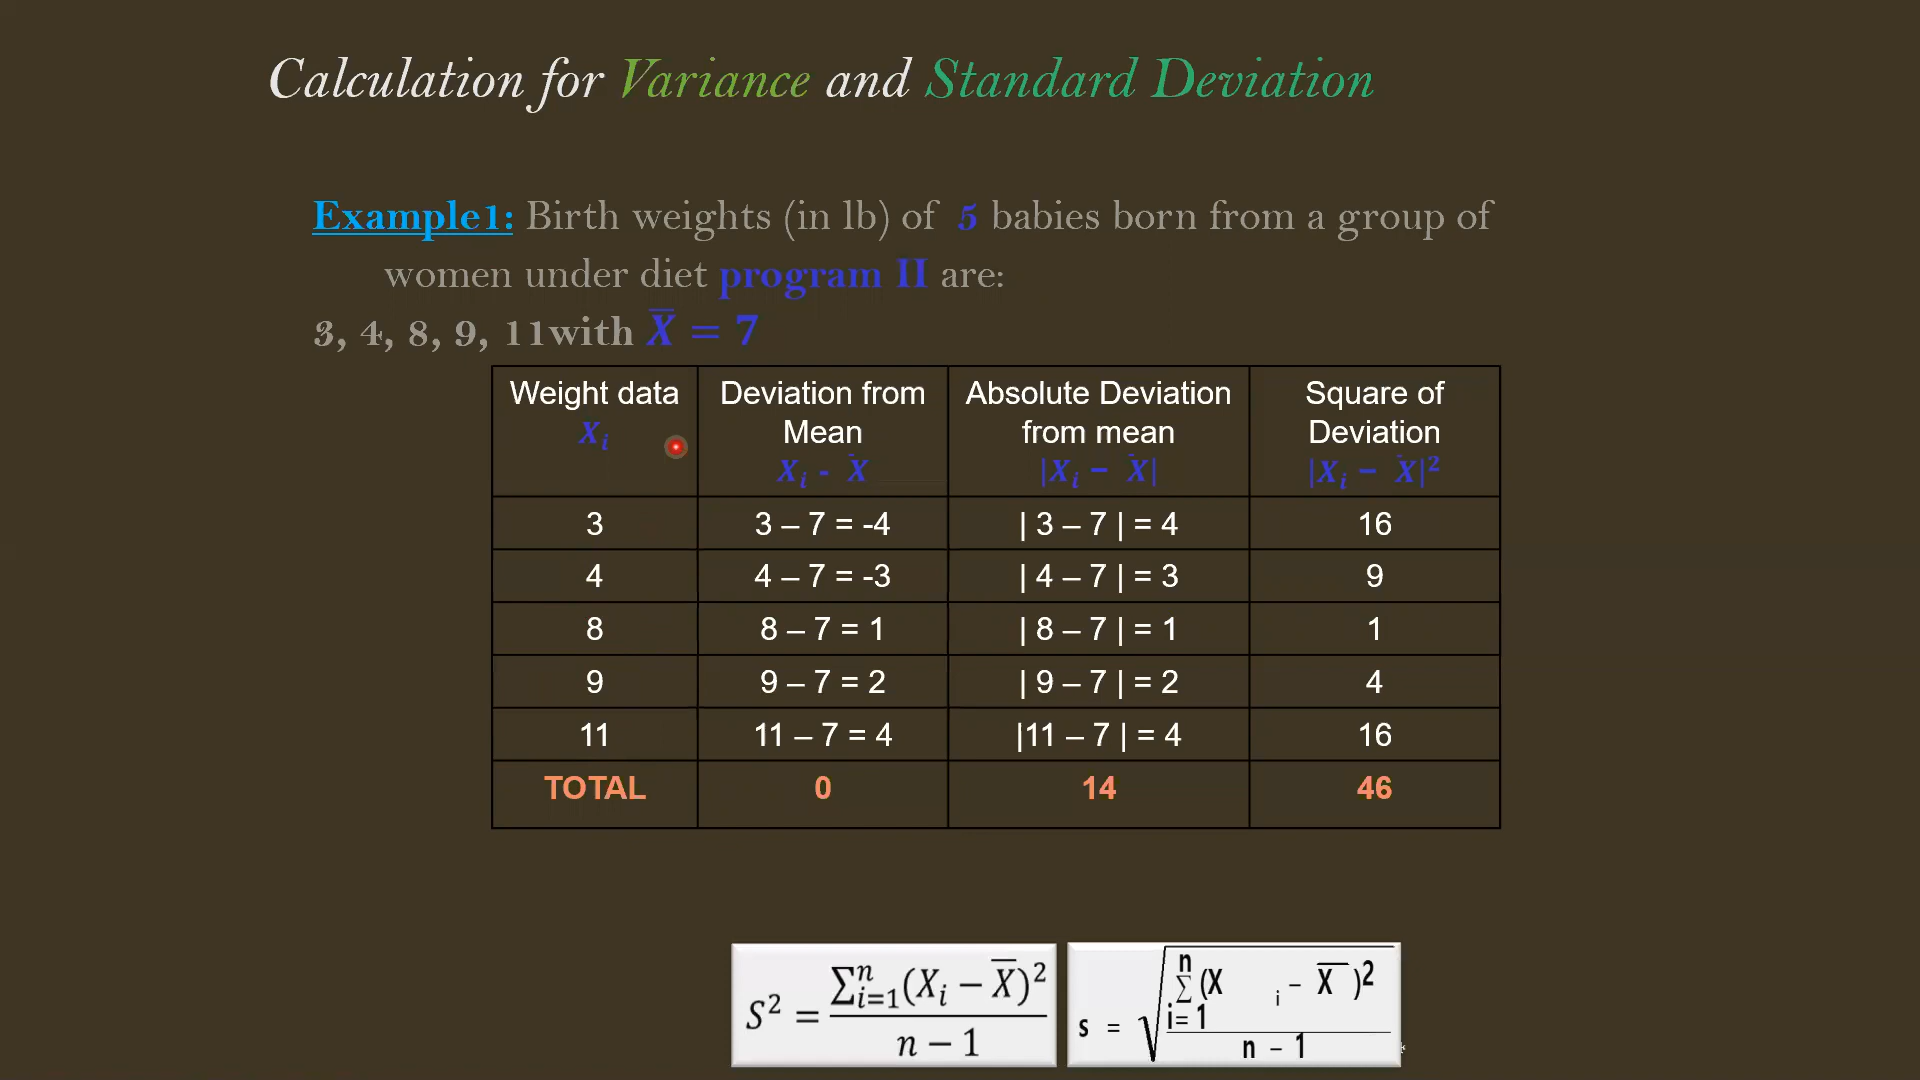 Calculation for Variance and Standard Deviation
Example1: Birth weights (in lb) of 5 babies born from a group of
women under diet program II are:
3, 4, 8, 9, 11with X̅ = 7
Weight data Xᵢ | Deviation from Mean Xᵢ - Ẋ | Absolute Deviation from mean |Xᵢ − Ẋ| | Square of Deviation |Xᵢ − Ẋ|²
3 | 3 – 7 = -4 | | 3 – 7 | = 4 | 16
4 | 4 – 7 = -3 | | 4 – 7 | = 3 | 9
8 | 8 – 7 = 1 | | 8 – 7 | = 1 | 1
9 | 9 – 7 = 2 | | 9 – 7 | = 2 | 4
11 | 11 – 7 = 4 | |11 – 7 | = 4 | 16
TOTAL | 0 | 14 | 46
S² = ∑ⁿᵢ₌₁(Xᵢ − X̅)² / n − 1
s = √ n ∑ i= 1 (X ᵢ – X̅ )² / n – 1